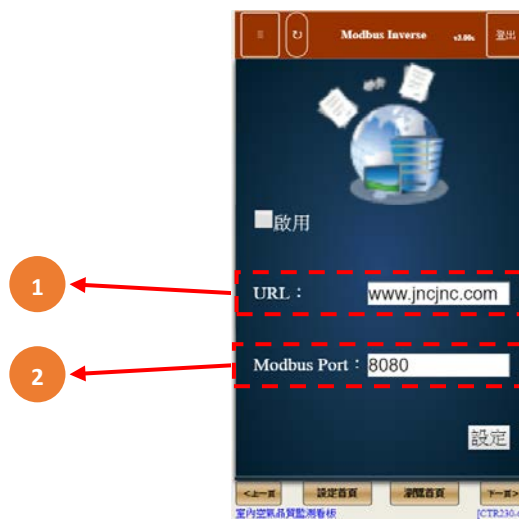 ≡ ↻ Modbus Inverse v3.00s 登出
啟用
1
URL： www.jncjnc.com
2
Modbus Port：8080
設定
<上一頁 設定首頁 瀏覽首頁 下一頁>
室內空氣品質監測看板 [CTR230-